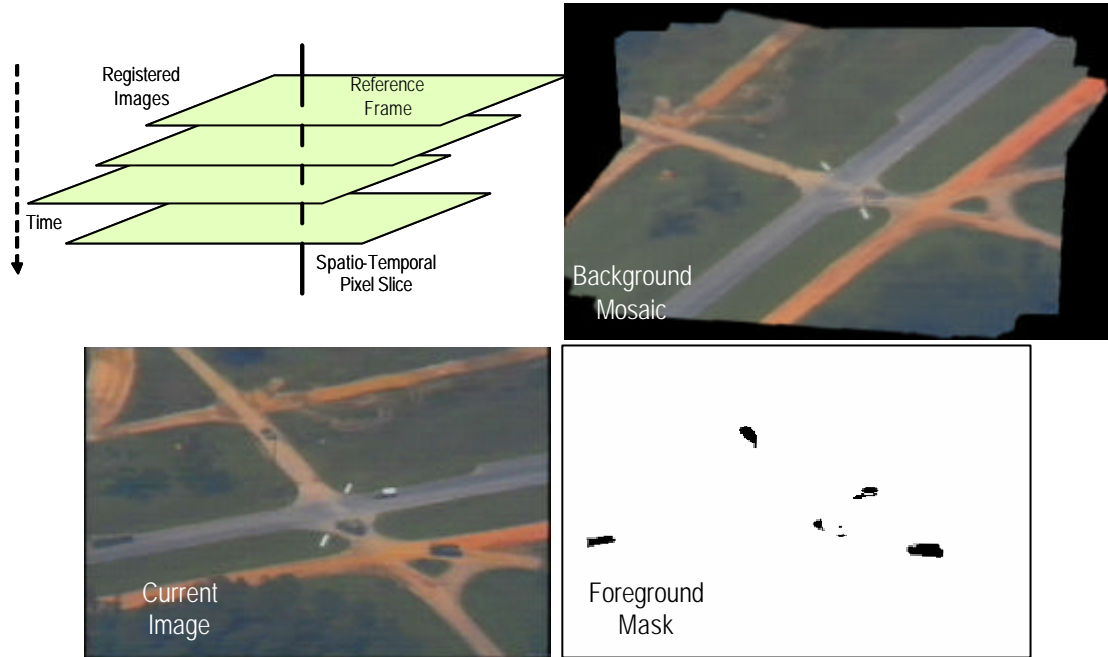 Registered
Images
Reference
Frame
Time
Spatio-Temporal
Pixel Slice
Background
Mosaic
Current
Image
Foreground
Mask